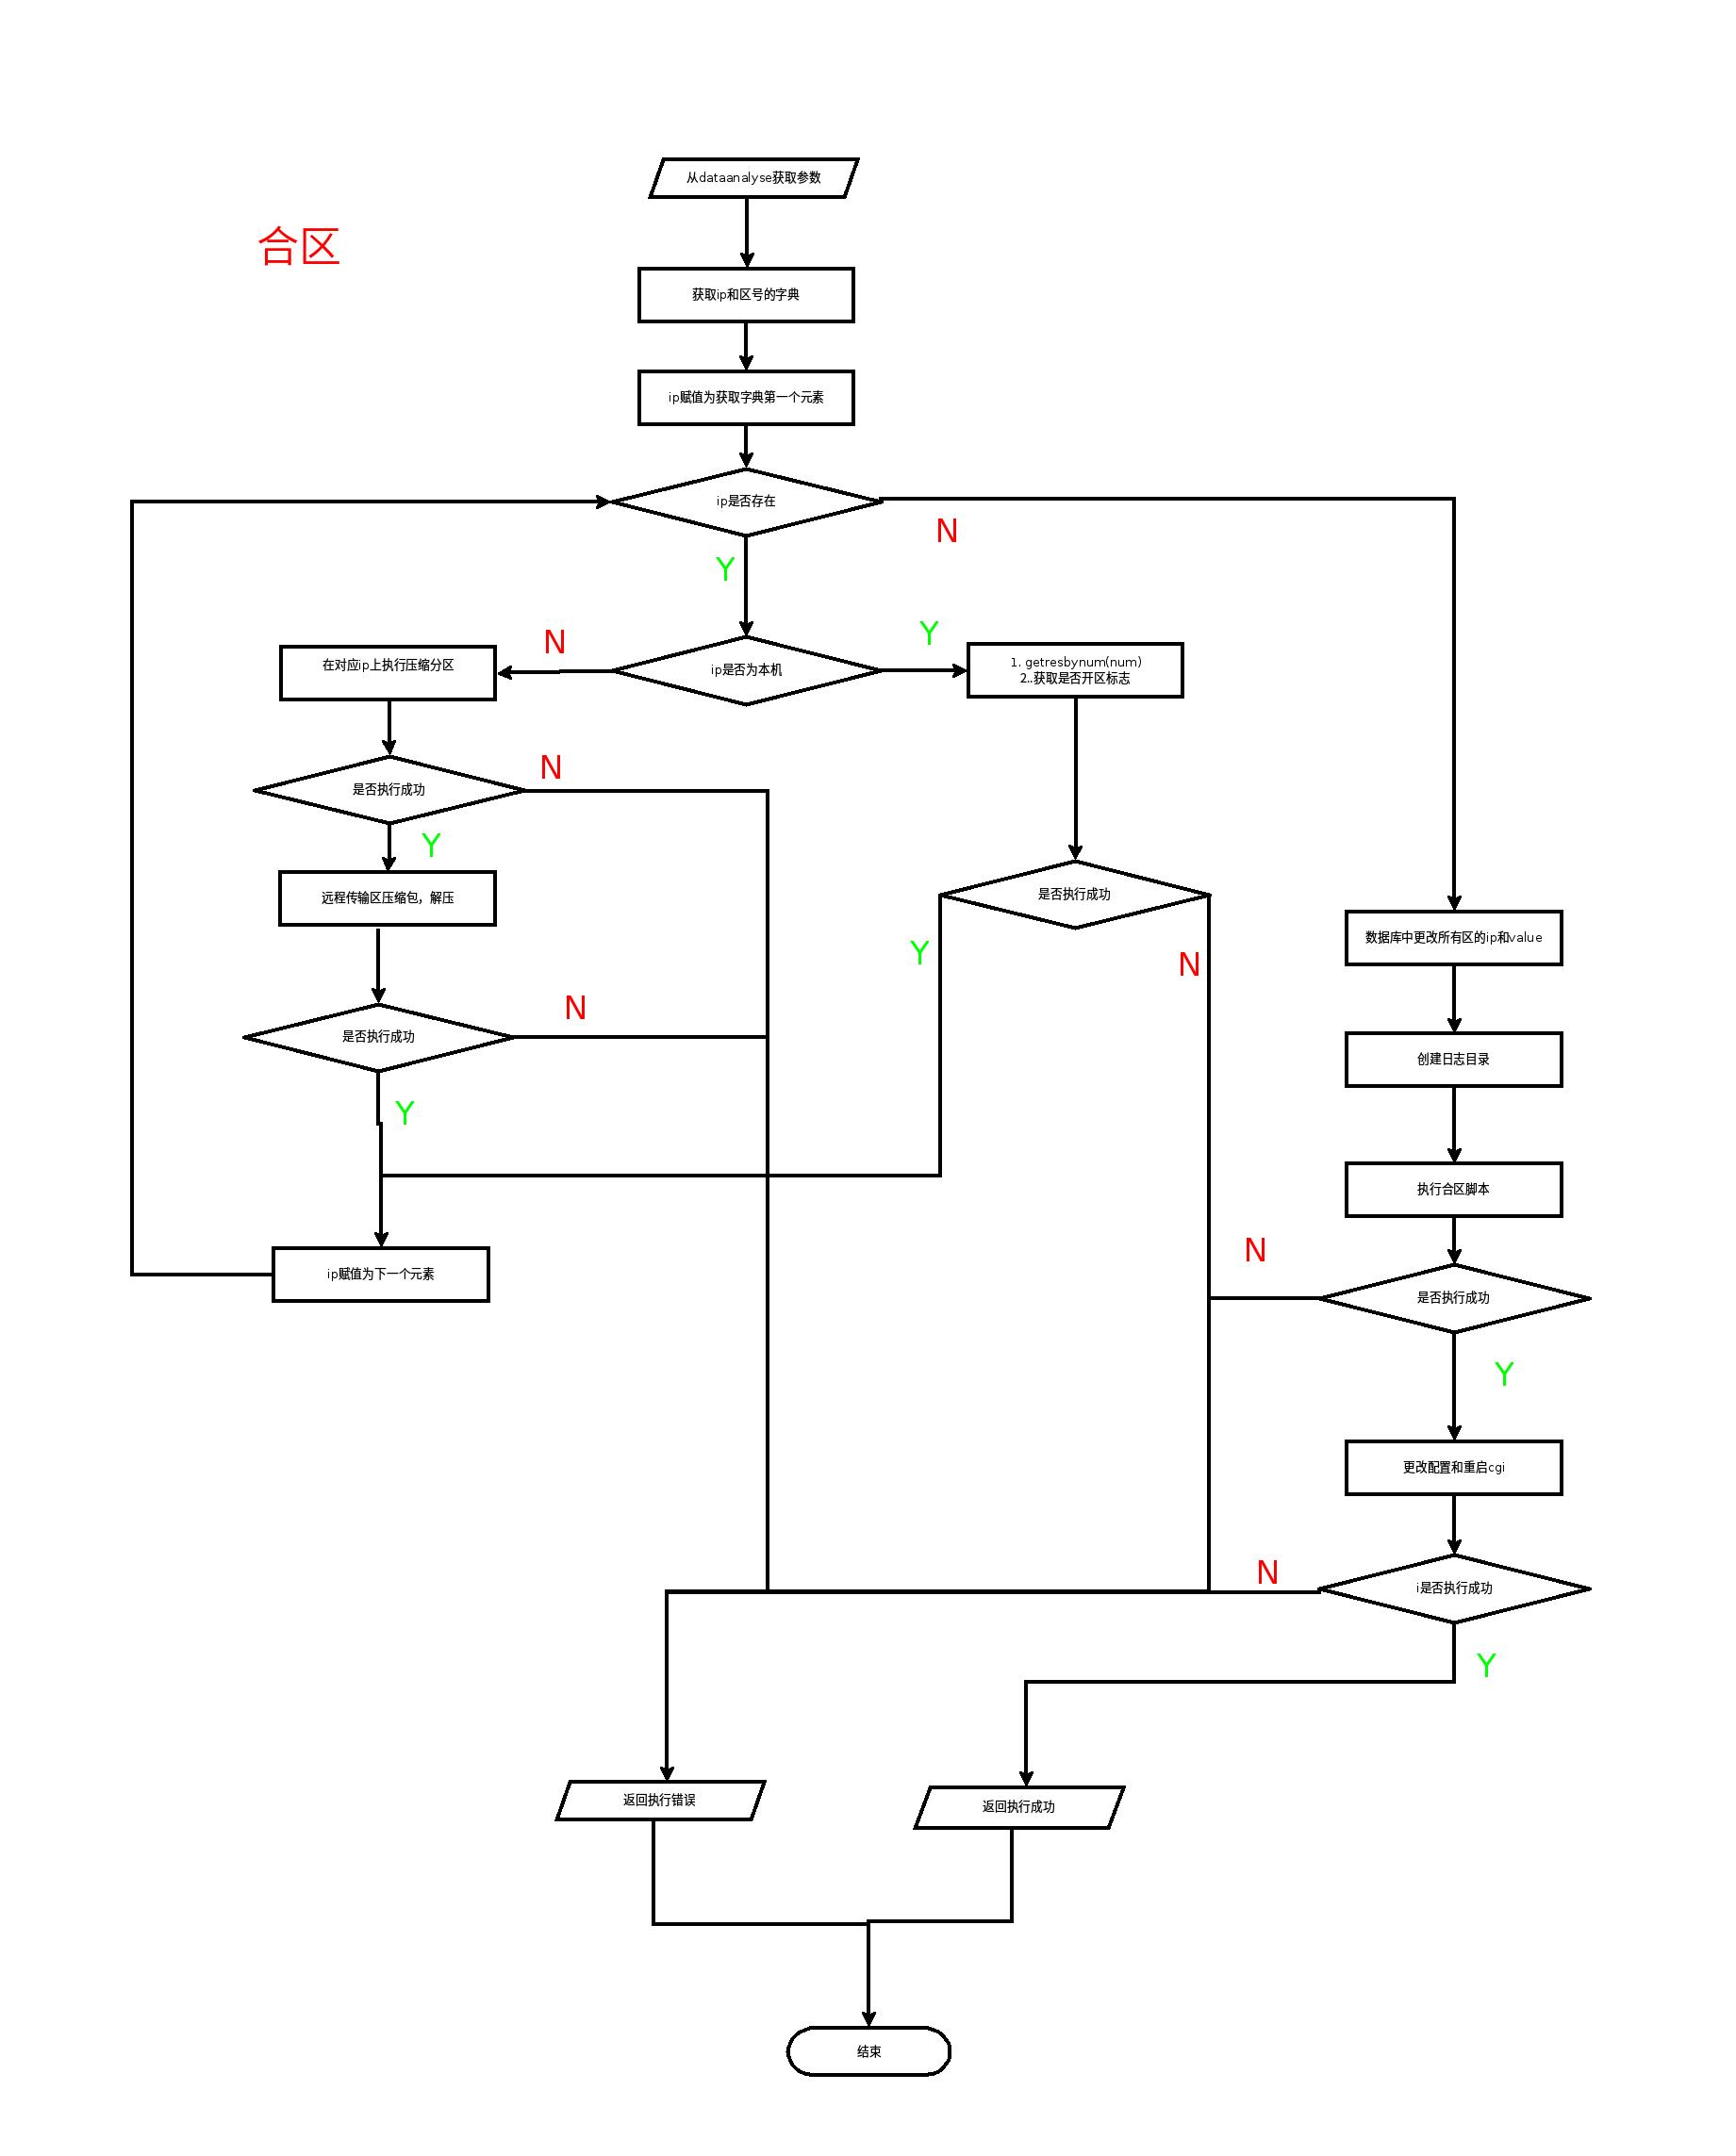 从dataanalyse获取参数
合区
获取ip和区号的字典
ip赋值为获取字典第一个元素
ip是否存在
N
Y
N
Y
在对应ip上执行压缩分区
ip是否为本机
1. getresbynum(num)
2..获取是否开区标志
是否执行成功
N
Y
远程传输区压缩包，解压
是否执行成功
Y
N
数据库中更改所有区的ip和value
是否执行成功
N
创建日志目录
Y
执行合区脚本
ip赋值为下一个元素
N
是否执行成功
Y
更改配置和重启cgi
N
i是否执行成功
Y
返回执行错误
返回执行成功
结束